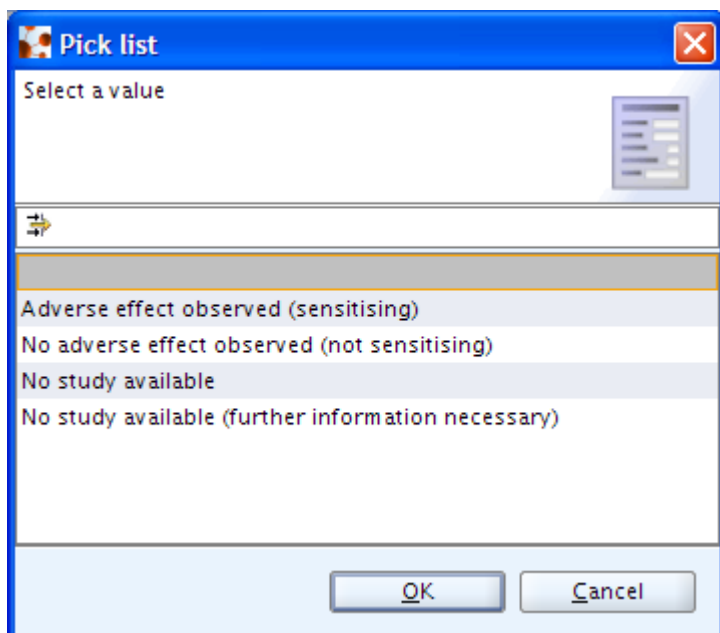 Pick list
Select a value
Adverse effect observed (sensitising)
No adverse effect observed (not sensitising)
No study available
No study available (further information necessary)
OK
Cancel